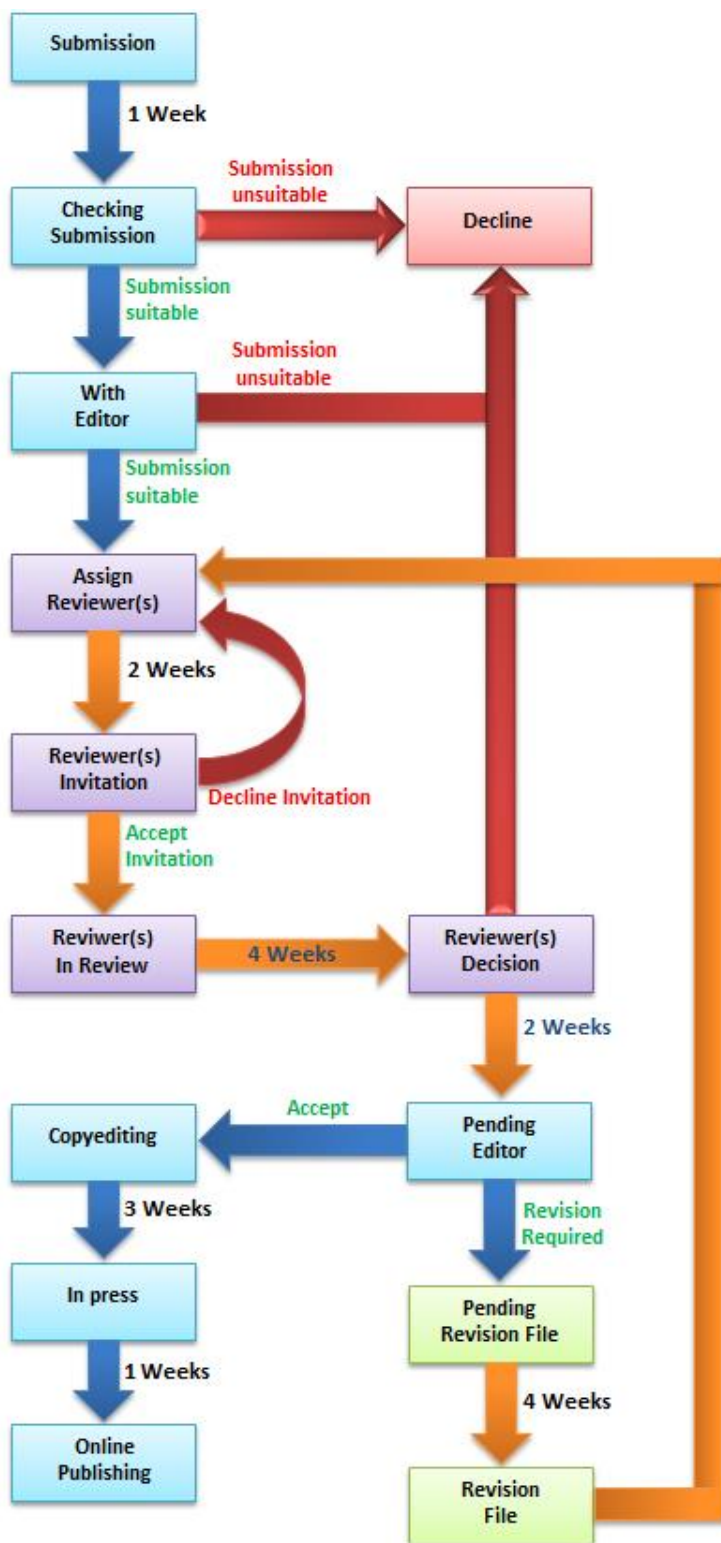 Submission
1 Week
Submission
unsuitable
Checking
Submission
Decline
Submission
suitable
Submission
unsuitable
With
Editor
Submission
suitable
Assign
Reviewer(s)
2 Weeks
Reviewer(s)
Invitation
Decline Invitation
Accept
Invitation
Reviwer(s)
In Review
4 Weeks
Reviewer(s)
Decision
2 Weeks
Accept
Copyediting
Pending
Editor
3 Weeks
Revision
Required
In press
Pending
Revision File
1 Weeks
4 Weeks
Online
Publishing
Revision
File